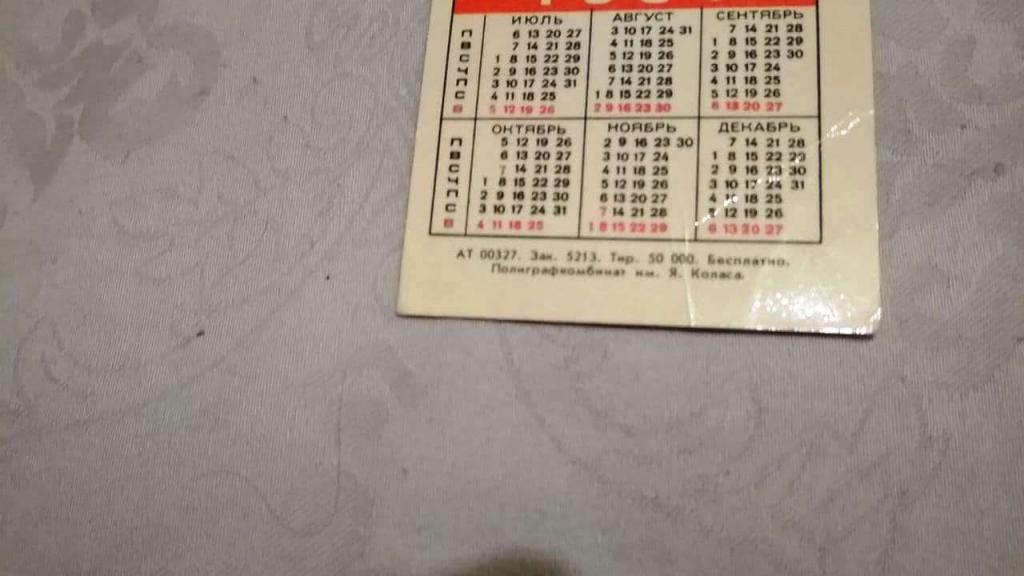 ИЮЛЬ АВГУСТ СЕНТЯБРЬ
П 6 13 20 27 3 10 17 24 31 7 14 21 28
В 7 14 21 28 4 11 18 25 1 8 15 22 29
С 1 8 15 22 29 5 12 19 26 2 9 16 23 30
Ч 2 9 16 23 30 6 13 20 27 3 10 17 24
П 3 10 17 24 31 7 14 21 28 4 11 18 25
С 4 11 18 25 1 8 15 22 29 5 12 19 26
В 5 12 19 26 2 9 16 23 30 6 13 20 27
ОКТЯБРЬ НОЯБРЬ ДЕКАБРЬ
П 5 12 19 26 2 9 16 23 30 7 14 21 28
В 6 13 20 27 3 10 17 24 1 8 15 22 29
С 7 14 21 28 4 11 18 25 2 9 16 23 30
Ч 1 8 15 22 29 5 12 19 26 3 10 17 24 31
П 2 9 16 23 30 6 13 20 27 4 11 18 25
С 3 10 17 24 31 7 14 21 28 5 12 19 26
В 4 11 18 25 1 8 15 22 29 6 13 20 27
АТ 00327. Зак. 5213. Тир. 50 000. Бесплатно.
Полиграфкомбинат им. Я. Коласа.